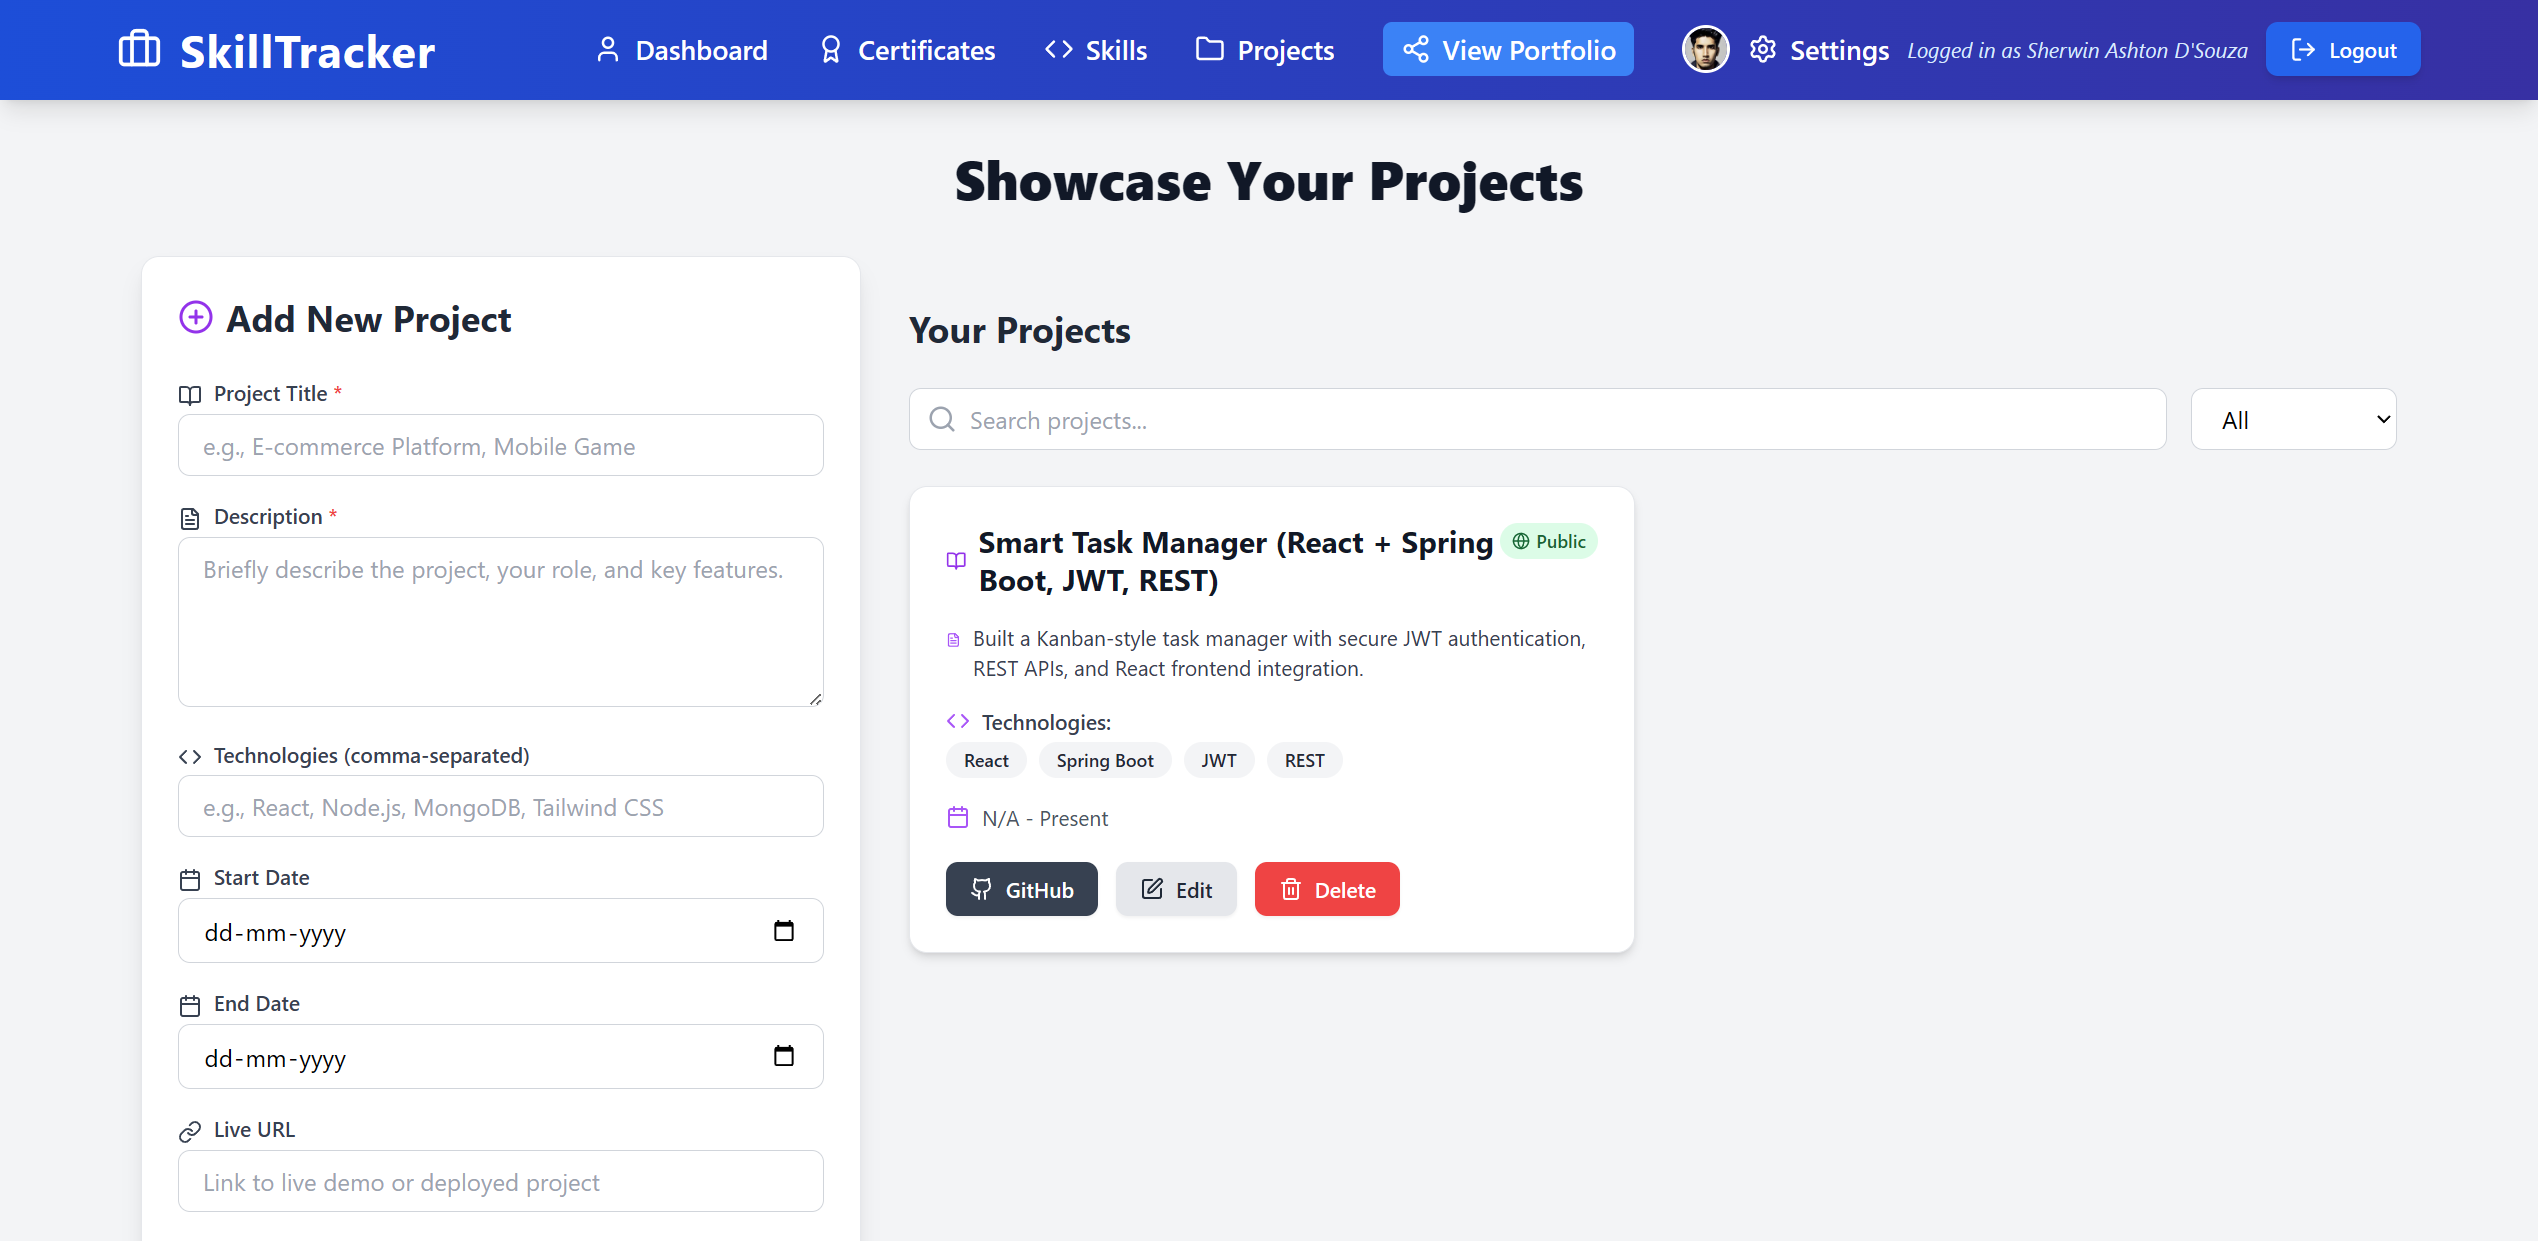 SkillTracker
Dashboard
Certificates
Skills
Projects
View Portfolio
Settings
Logged in as Sherwin Ashton D'Souza
Logout
Showcase Your Projects
Add New Project
Project Title *
e.g., E-commerce Platform, Mobile Game
Description *
Briefly describe the project, your role, and key features.
Technologies (comma-separated)
e.g., React, Node.js, MongoDB, Tailwind CSS
Start Date
dd-mm-yyyy
End Date
dd-mm-yyyy
Live URL
Link to live demo or deployed project
Your Projects
Search projects...
All
Smart Task Manager (React + Spring
Boot, JWT, REST)
Public
Built a Kanban-style task manager with secure JWT authentication,
REST APIs, and React frontend integration.
Technologies:
React
Spring Boot
JWT
REST
N/A - Present
GitHub
Edit
Delete